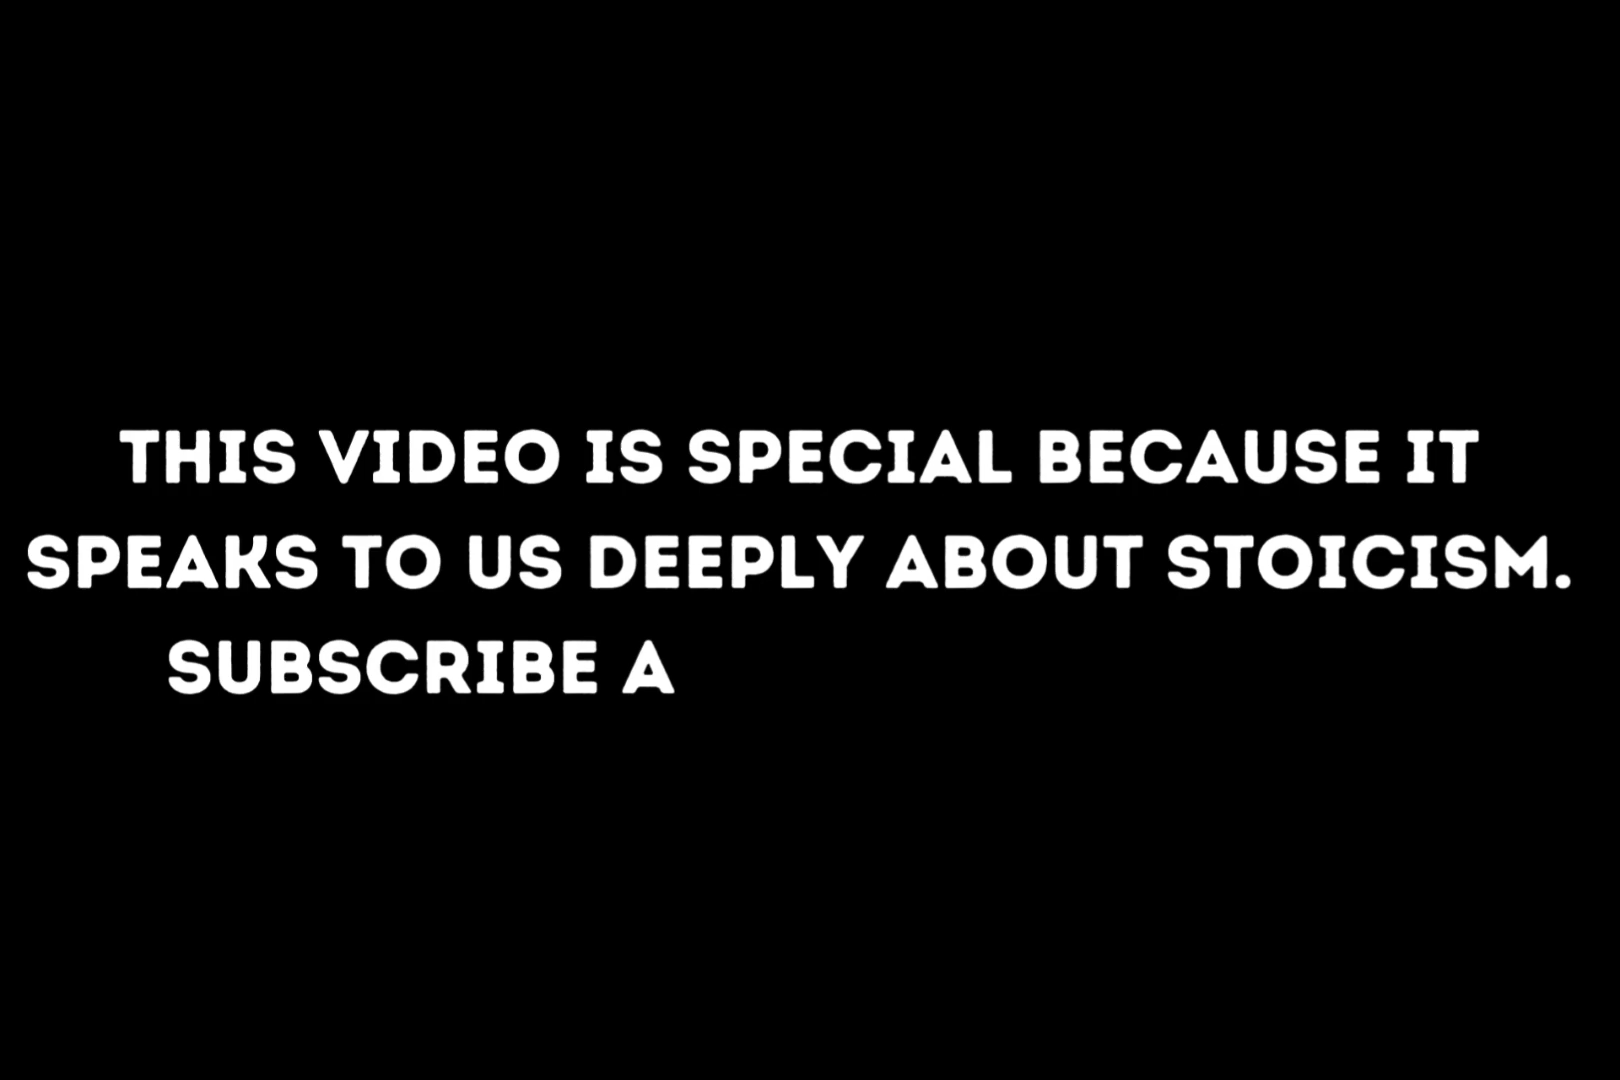 THIS VIDEO IS SPECIAL BECAUSE IT
SPEAKS TO US DEEPLY ABOUT STOICISM.
SUBSCRIBE A